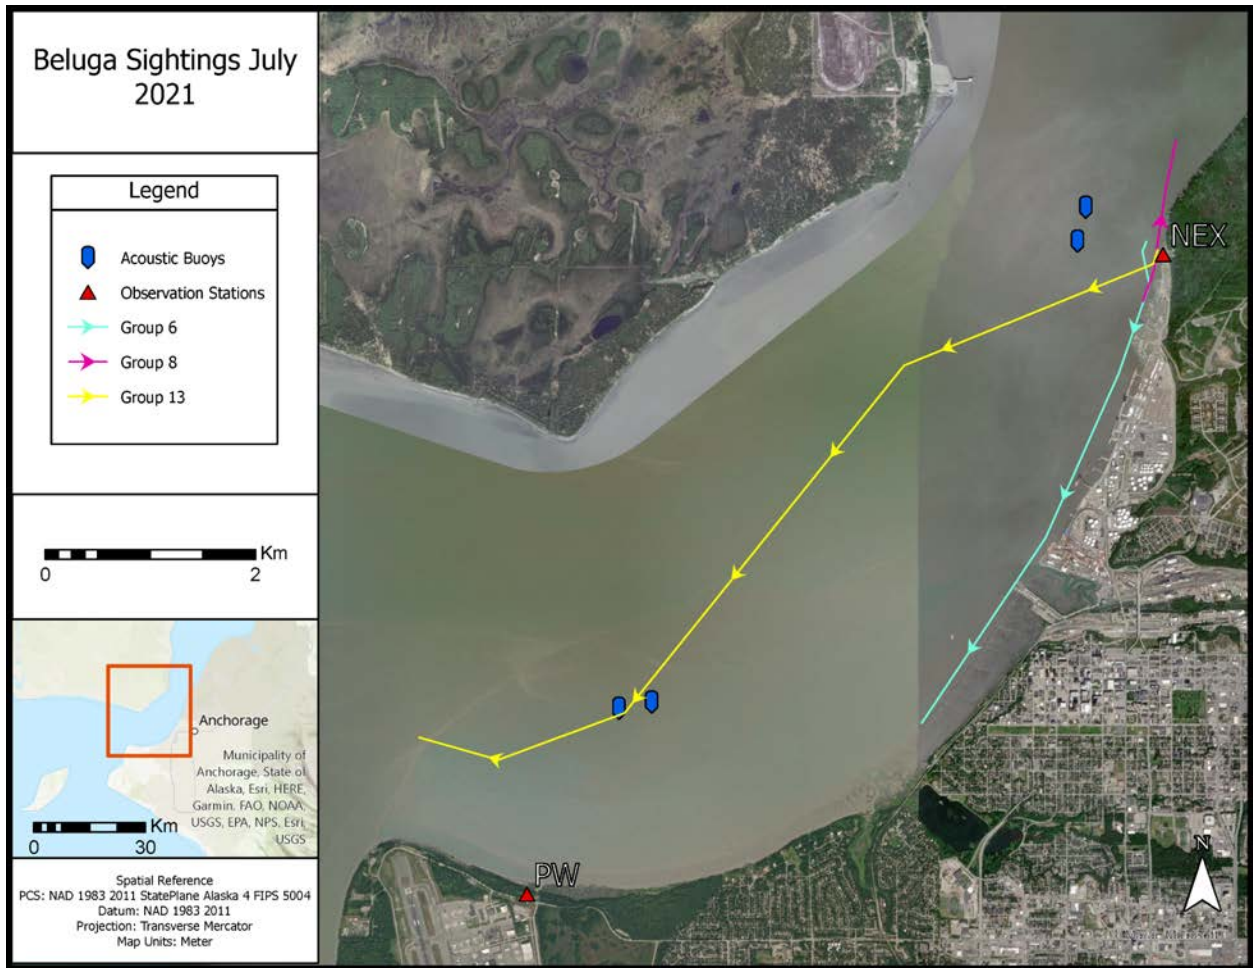 Beluga Sightings July
2021
Legend
Acoustic Buoys
Observation Stations
Group 6
Group 8
Group 13
Km
0 2
Anchorage
Municipality of
Anchorage, State of
Alaska, Esri, HERE,
Garmin, FAO, NOAA,
USGS, EPA, NPS, Esri,
USGS
Km
0 30
Spatial Reference
PCS: NAD 1983 2011 StatePlane Alaska 4 FIPS 5004
Datum: NAD 1983 2011
Projection: Transverse Mercator
Map Units: Meter
NEX
PW
N